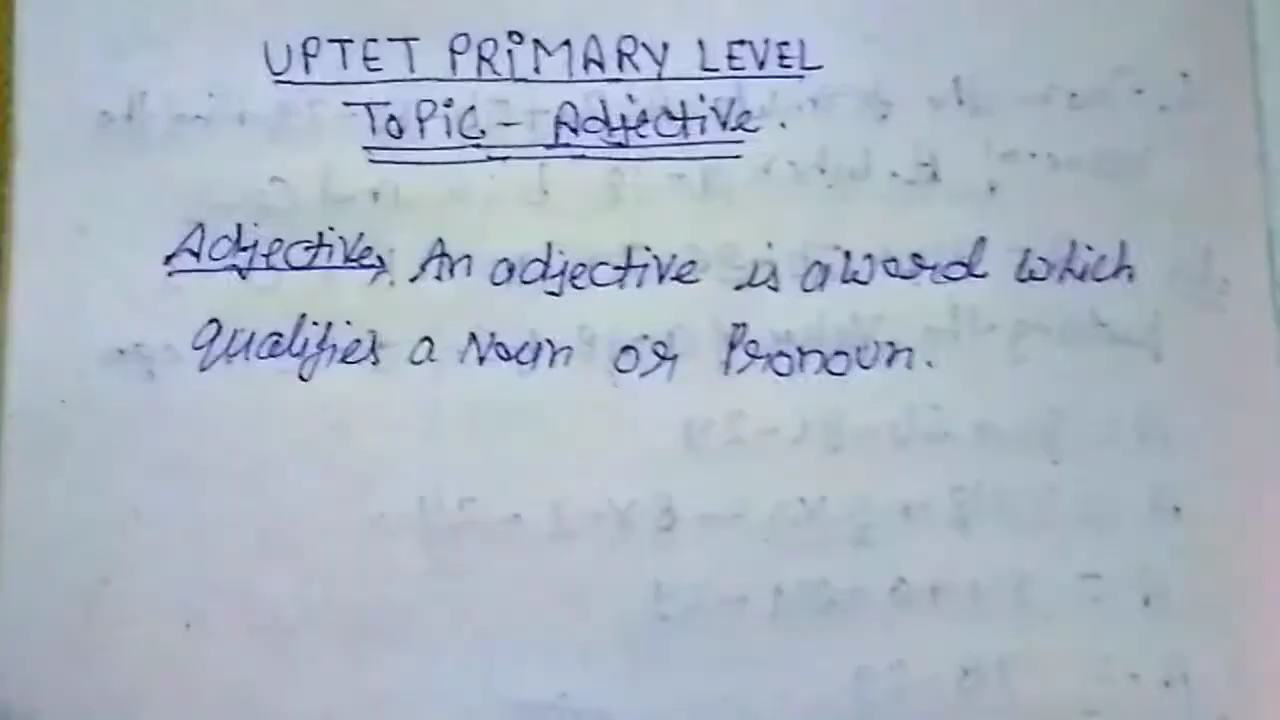 UPTET PRiMARY LEVEL
ToPiC - Adjective.
Adjective, An adjective is a word which
qualifies a Noun or Pronoun.